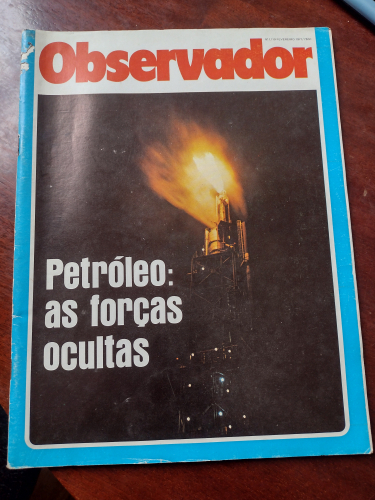 Observador
Petróleo:
as forças
ocultas